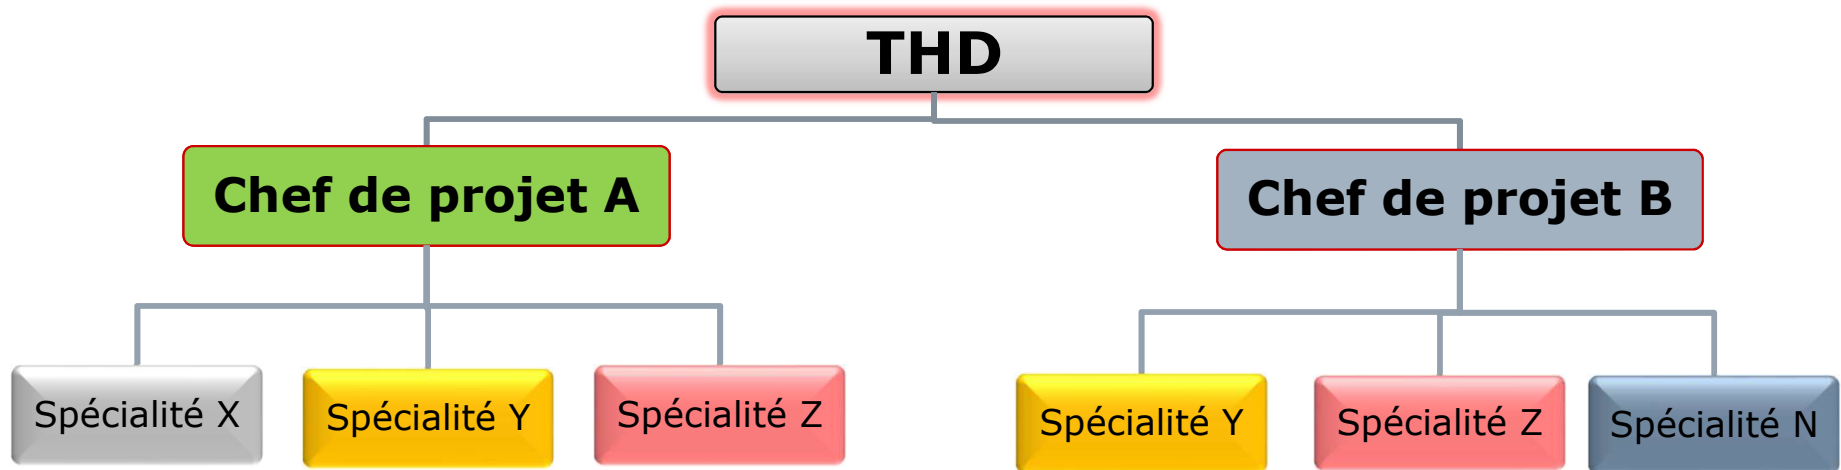 THD
Chef de projet A
Chef de projet B
Spécialité X
Spécialité Y
Spécialité Z
Spécialité Y
Spécialité Z
Spécialité N